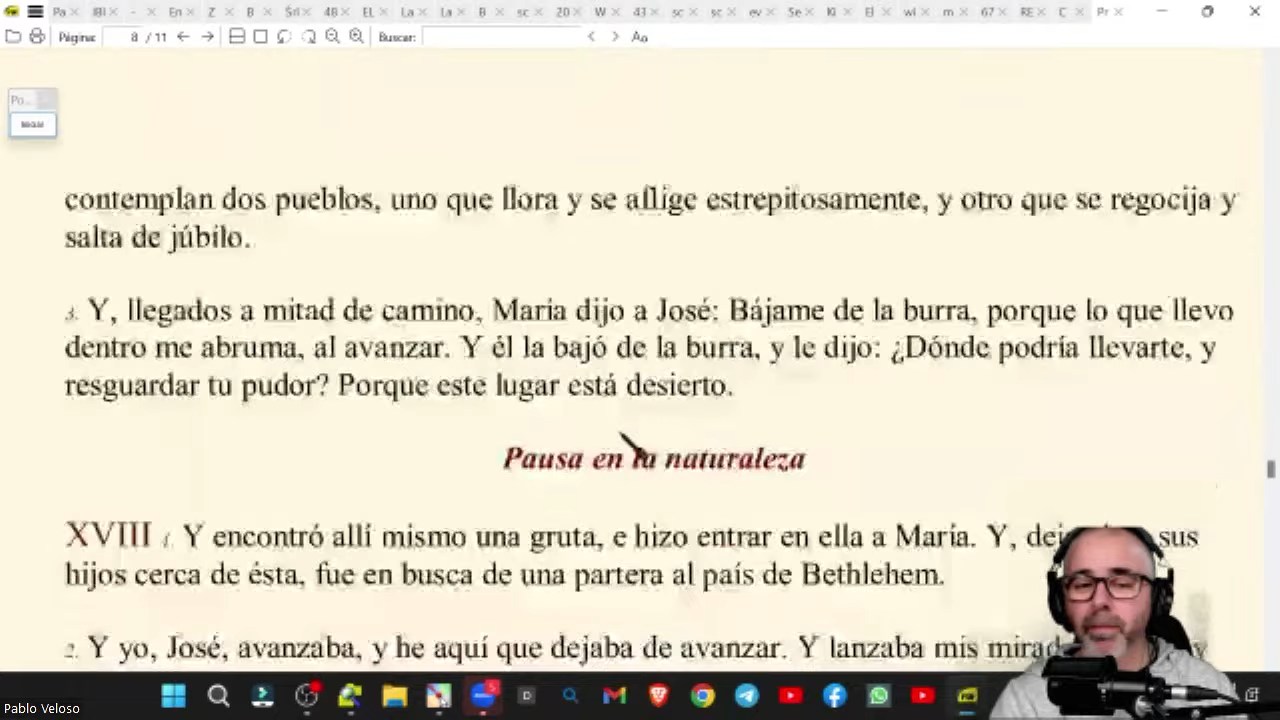 Página: 8 / 11 Buscar:
contemplan dos pueblos, uno que llora y se aflige estrepitosamente, y otro que se regocija y
salta de júbilo.
3. Y, llegados a mitad de camino, María dijo a José: Bájame de la burra, porque lo que llevo
dentro me abruma, al avanzar. Y él la bajó de la burra, y le dijo: ¿Dónde podría llevarte, y
resguardar tu pudor? Porque este lugar está desierto.
Pausa en la naturaleza
XVIII 1. Y encontró allí mismo una gruta, e hizo entrar en ella a María. Y, sus
hijos cerca de ésta, fue en busca de una partera al país de Bethlehem.
2. Y yo, José, avanzaba, y he aquí que dejaba de avanzar. Y lanzaba mis y
Pablo Veloso